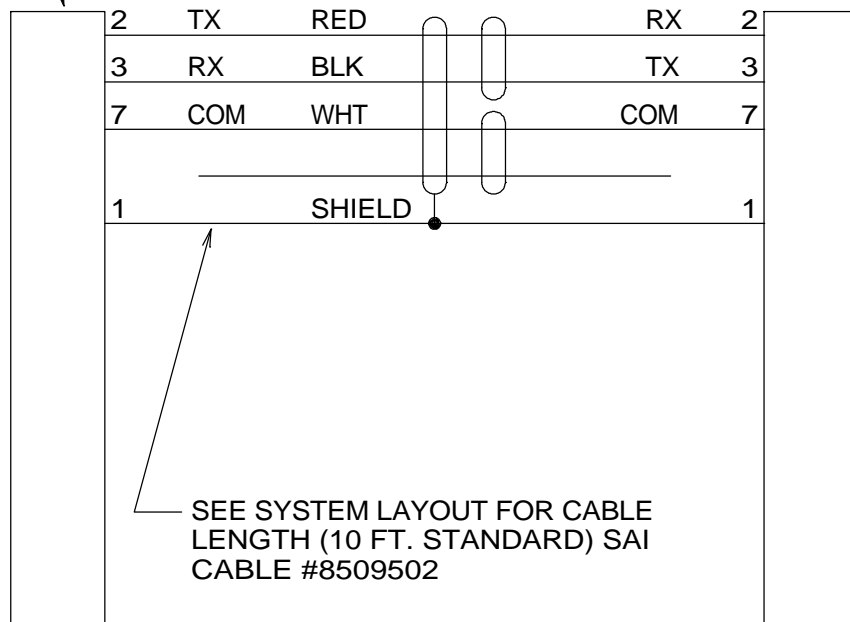 2 TX RED RX 2
3 RX BLK TX 3
7 COM WHT COM 7
1 SHIELD 1
SEE SYSTEM LAYOUT FOR CABLE
LENGTH (10 FT. STANDARD) SAI
CABLE #8509502